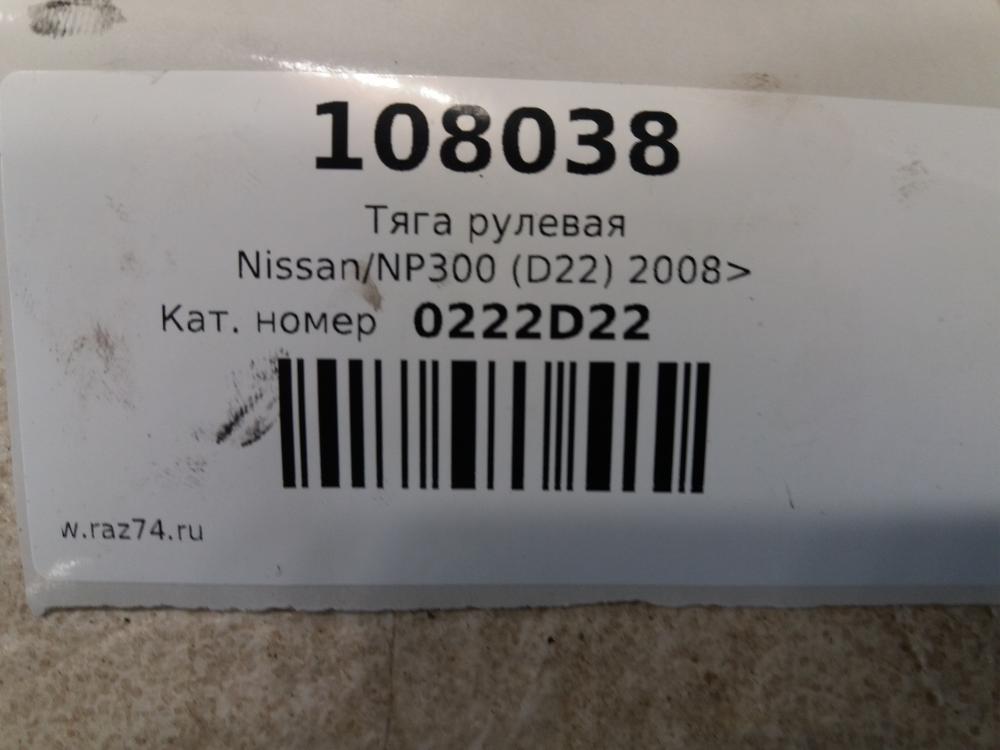 108038
Тяга рулевая
Nissan/NP300 (D22) 2008>
Кат. номер 0222D22
w.raz74.ru